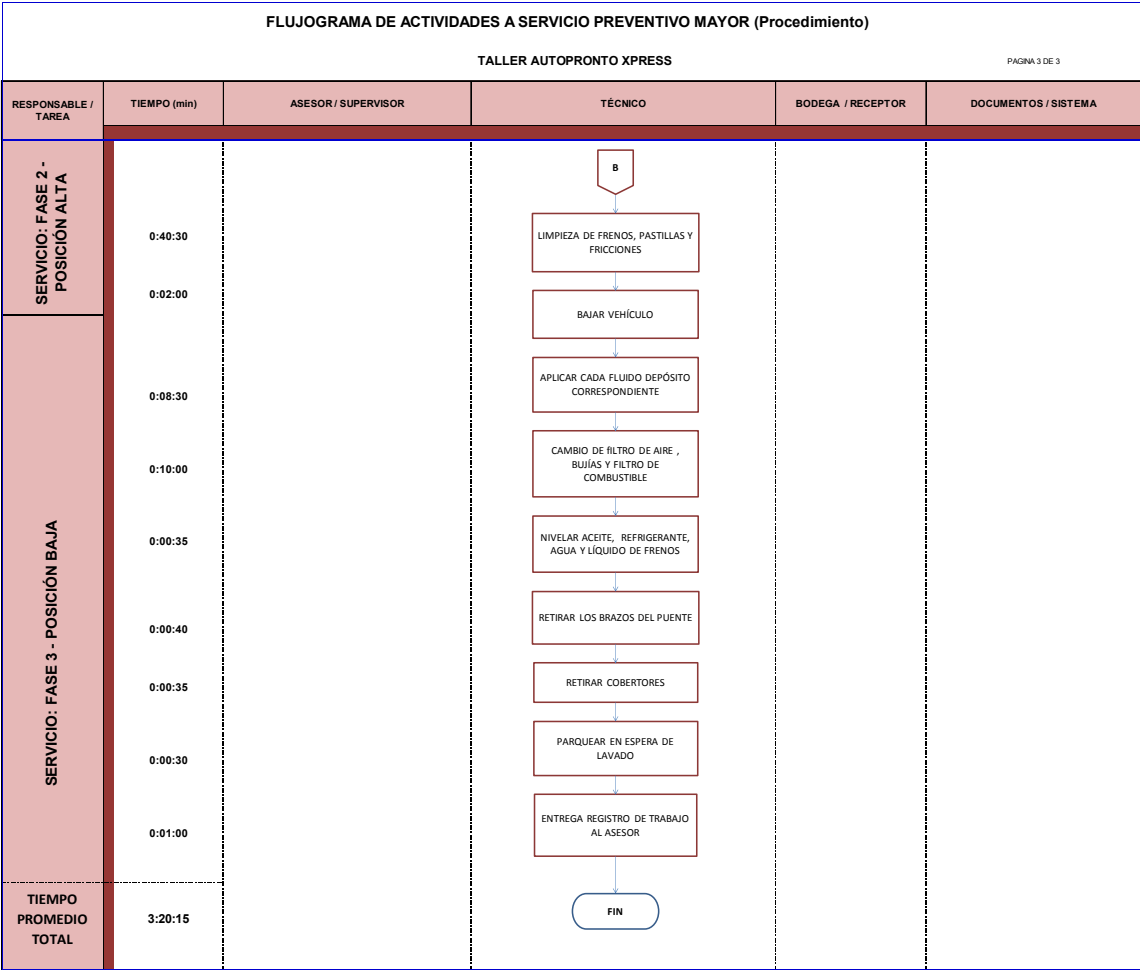 FLUJOGRAMA DE ACTIVIDADES A SERVICIO PREVENTIVO MAYOR (Procedimiento)
TALLER AUTOPRONTO XPRESS
PAGINA 3 DE 3
RESPONSABLE /
TAREA
TIEMPO (min)
ASESOR / SUPERVISOR
TÉCNICO
BODEGA / RECEPTOR
DOCUMENTOS / SISTEMA
SERVICIO: FASE 2 -
POSICIÓN ALTA
B
0:40:30
LIMPIEZA DE FRENOS, PASTILLAS Y
FRICCIONES
0:02:00
BAJAR VEHÍCULO
SERVICIO: FASE 3 - POSICIÓN BAJA
0:08:30
APLICAR CADA FLUIDO DEPÓSITO
CORRESPONDIENTE
0:10:00
CAMBIO DE fILTRO DE AIRE ,
BUJÍAS Y FILTRO DE
COMBUSTIBLE
0:00:35
NIVELAR ACEITE, REFRIGERANTE,
AGUA Y LÍQUIDO DE FRENOS
0:00:40
RETIRAR LOS BRAZOS DEL PUENTE
0:00:35
RETIRAR COBERTORES
0:00:30
PARQUEAR EN ESPERA DE
LAVADO
0:01:00
ENTREGA REGISTRO DE TRABAJO
AL ASESOR
TIEMPO
PROMEDIO
TOTAL
3:20:15
FIN